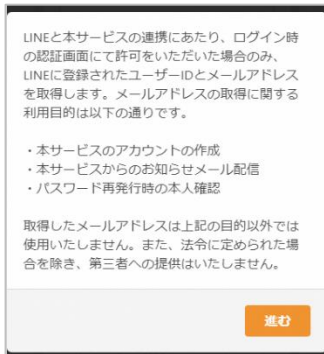 LINEと本サービスの連携にあたり、ログイン時
の認証画面にて許可をいただいた場合のみ、
LINEに登録されたユーザーIDとメールアドレス
を取得します。メールアドレスの取得に関する
利用目的は以下の通りです。
・本サービスのアカウントの作成
・本サービスからのお知らせメール配信
・パスワード再発行時の本人確認
取得したメールアドレスは上記の目的以外では
使用いたしません。また、法令に定められた場
合を除き、第三者への提供はいたしません。
進む